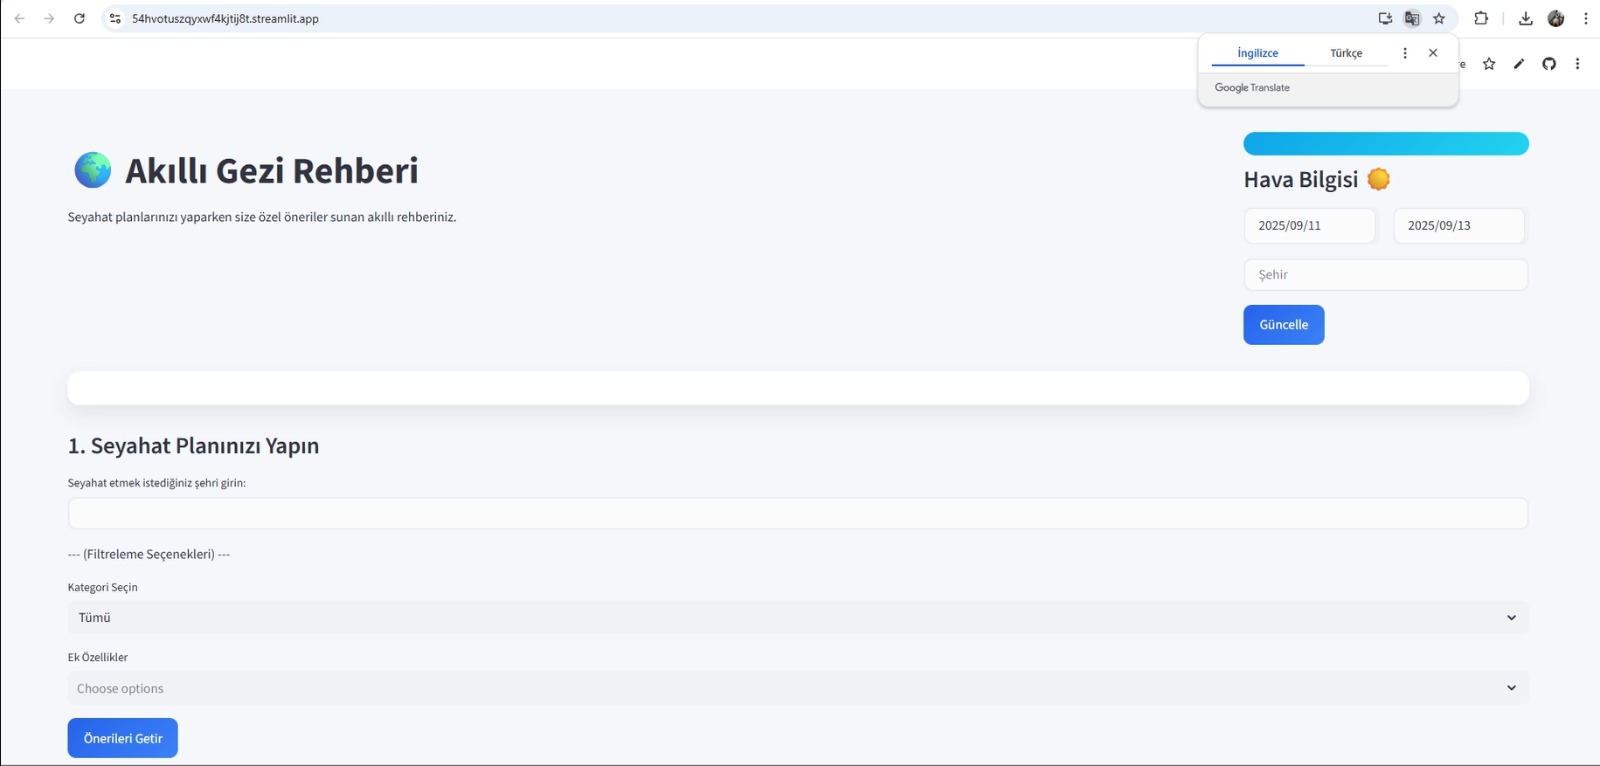 54hvotuszqyxwf4kjtij8t.streamlit.app
İngilizce
Türkçe
Google Translate
Akıllı Gezi Rehberi
Seyahat planlarınızı yaparken size özel öneriler sunan akıllı rehberiniz.
Hava Bilgisi
2025/09/11
2025/09/13
Şehir
Güncelle
1. Seyahat Planınızı Yapın
Seyahat etmek istediğiniz şehri girin:
--- (Filtreleme Seçenekleri) ---
Kategori Seçin
Tümü
Ek Özellikler
Choose options
Önerileri Getir